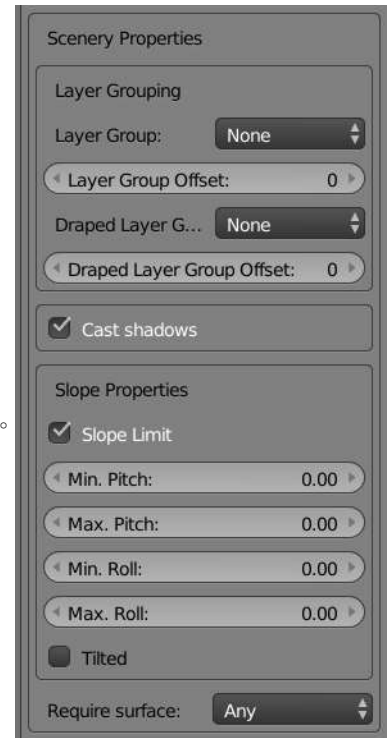 Scenery Properties
Layer Grouping
Layer Group: None
Layer Group Offset: 0
Draped Layer G... None
Draped Layer Group Offset: 0
Cast shadows
Slope Properties
Slope Limit
Min. Pitch: 0.00
Max. Pitch: 0.00
Min. Roll: 0.00
Max. Roll: 0.00
Tilted
Require surface: Any